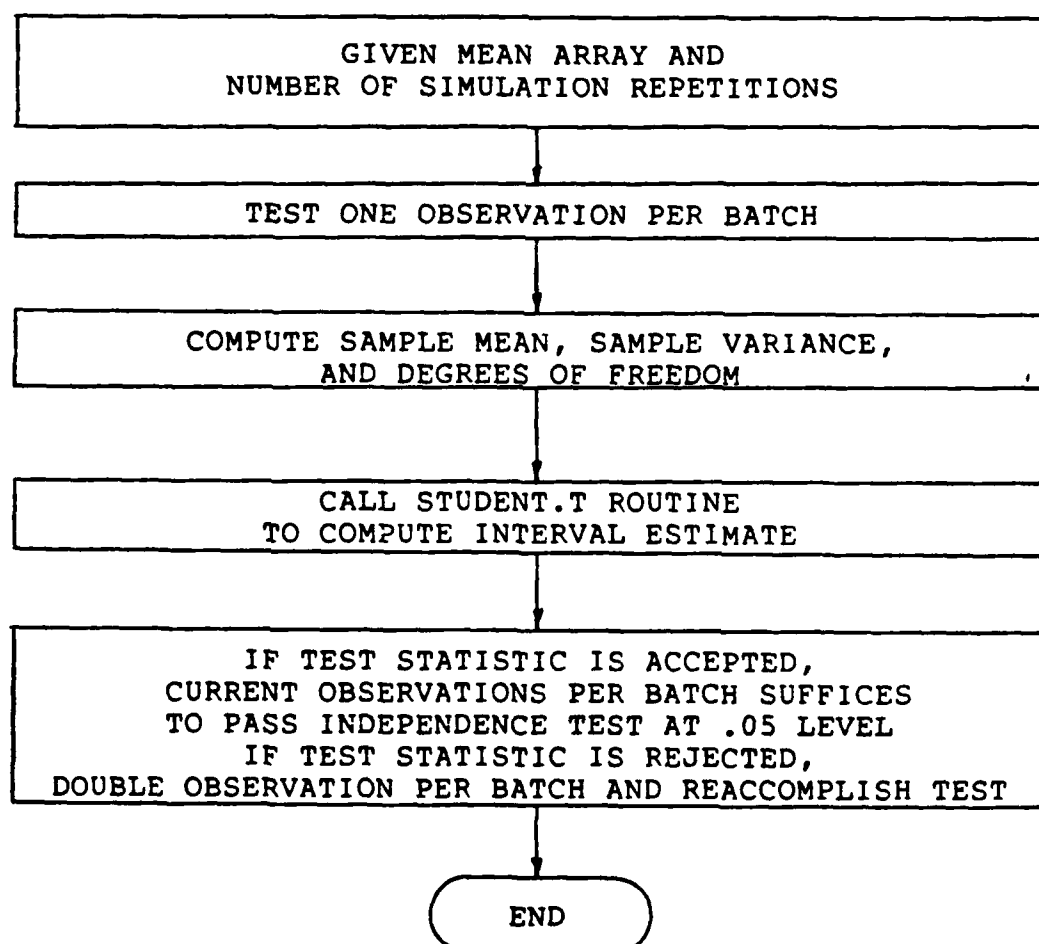 GIVEN MEAN ARRAY AND
NUMBER OF SIMULATION REPETITIONS
TEST ONE OBSERVATION PER BATCH
COMPUTE SAMPLE MEAN, SAMPLE VARIANCE,
AND DEGREES OF FREEDOM
CALL STUDENT.T ROUTINE
TO COMPUTE INTERVAL ESTIMATE
IF TEST STATISTIC IS ACCEPTED,
CURRENT OBSERVATIONS PER BATCH SUFFICES
TO PASS INDEPENDENCE TEST AT .05 LEVEL
IF TEST STATISTIC IS REJECTED,
DOUBLE OBSERVATION PER BATCH AND REACCOMPLISH TEST
END